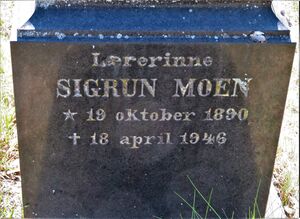 Lærerinne
SIGRUN MOEN
* 19 oktober 1890
† 18 april 1946